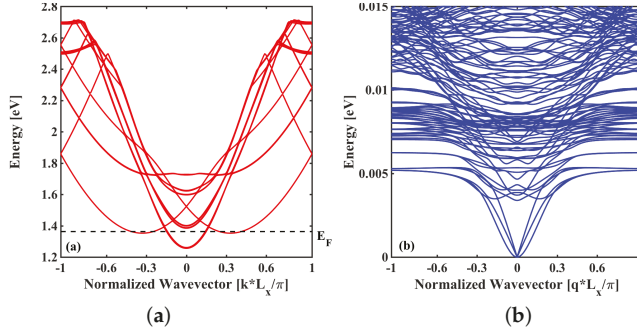 2.8
2.6
2.4
2.2
2
1.8
1.6
1.4
1.2
Energy [eV]
(a)
E_F
-1 -0.6 -0.3 0 0.3 0.6 1
Normalized Wavevector [k*L_x/π]
(a)
0.015
0.01
0.005
0
Energy [eV]
(b)
-1 -0.6 -0.3 0 0.3 0.6
Normalized Wavevector [q*L_x/π]
(b)